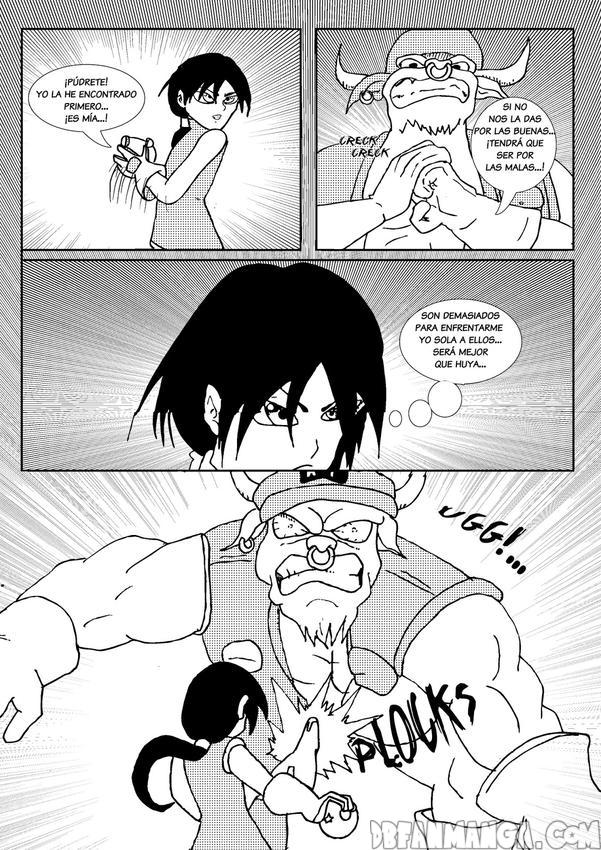 ¡PÚDRETE!
YO LA HE ENCONTRADO
PRIMERO...
¡ES MÍA...!
SI NO
NOS LA DAS
POR LAS BUENAS...
¡TENDRÁ QUE
SER POR
LAS MALAS...!
CRECK
CRECK
SON DEMASIADOS
PARA ENFRENTARME
YO SOLA A ELLOS...
SERÁ MEJOR
QUE HUYA...
UGG!...
PLOCKS
DBFANMANGA.COM